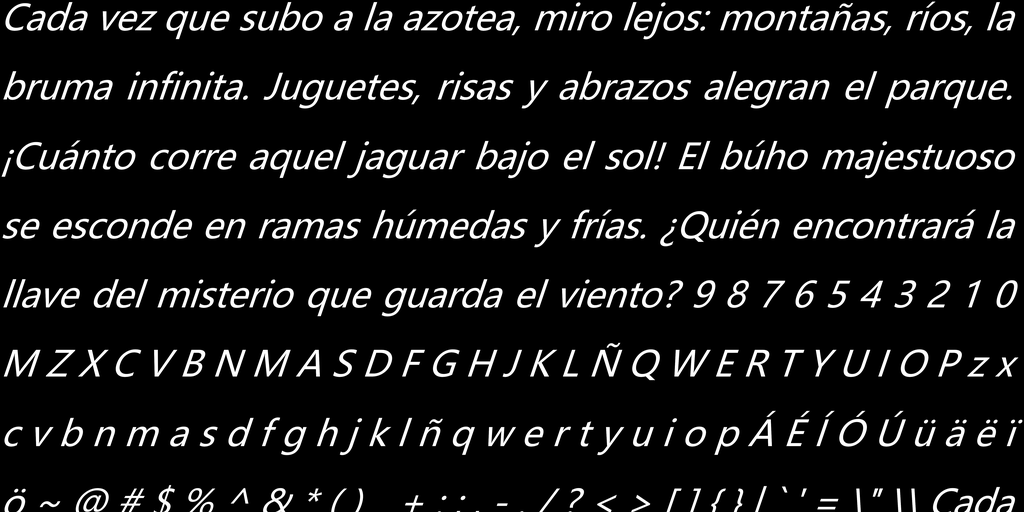 Cada vez que subo a la azotea, miro lejos: montañas, ríos, la
bruma infinita. Juguetes, risas y abrazos alegran el parque.
¡Cuánto corre aquel jaguar bajo el sol! El búho majestuoso
se esconde en ramas húmedas y frías. ¿Quién encontrará la
llave del misterio que guarda el viento? 9 8 7 6 5 4 3 2 1 0
M Z X C V B N M A S D F G H J K L Ñ Q W E R T Y U I O P z x
c v b n m a s d f g h j k l ñ q w e r t y u i o p Á É Í Ó Ú ü ä ë ï
ö ~ @ # $ % ^ & * ( ) _ + : ; , - . / ? < > [ ] { } | ` ' = \ " \\ Cada